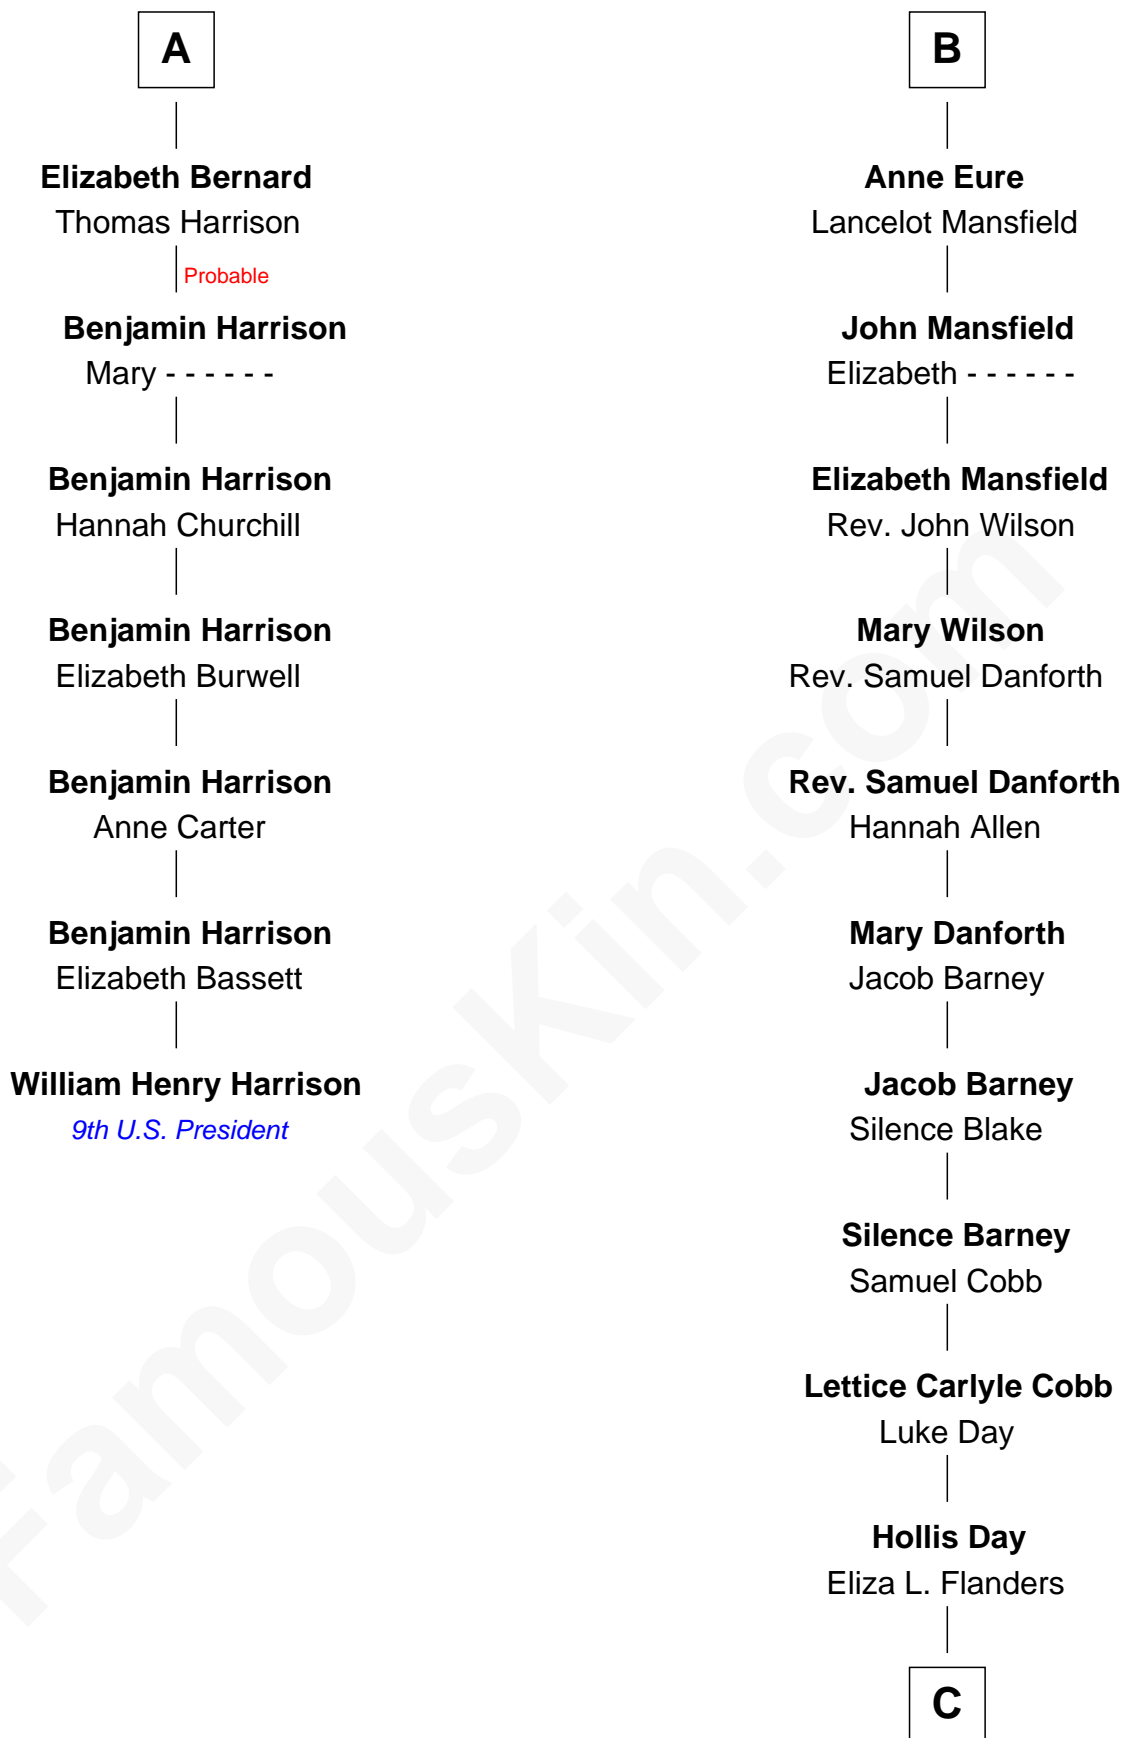 A
Elizabeth Bernard
Thomas Harrison
Probable
Benjamin Harrison
Mary - - - - - -
Benjamin Harrison
Hannah Churchill
Benjamin Harrison
Elizabeth Burwell
Benjamin Harrison
Anne Carter
Benjamin Harrison
Elizabeth Bassett
William Henry Harrison
9th U.S. President
B
Anne Eure
Lancelot Mansfield
John Mansfield
Elizabeth - - - - - -
Elizabeth Mansfield
Rev. John Wilson
Mary Wilson
Rev. Samuel Danforth
Rev. Samuel Danforth
Hannah Allen
Mary Danforth
Jacob Barney
Jacob Barney
Silence Blake
Silence Barney
Samuel Cobb
Lettice Carlyle Cobb
Luke Day
Hollis Day
Eliza L. Flanders
C
FamousKin.com